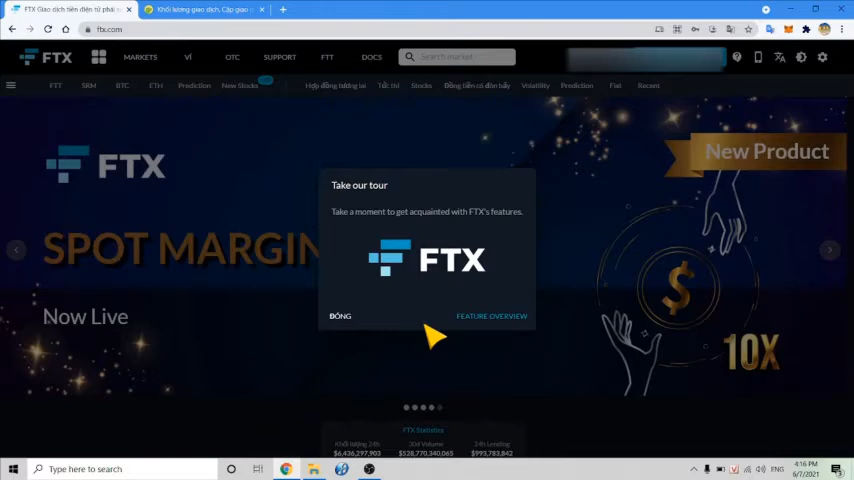 FTX Giao dịch tiền điện tử phái s
Khối lượng giao dịch, Cặp giao d
ftx.com
FTX
MARKETS
VÍ
OTC
SUPPORT
FTT
DOCS
Search market
FTT
SRM
BTC
ETH
Prediction
New Stocks
Hợp đồng tương lai
Tức thì
Stocks
Đồng tiền có đòn bẩy
Volatility
Prediction
Fiat
Recent
FTX
SPOT MARGIN
Now Live
New Product
$
10X
Take our tour
Take a moment to get acquainted with FTX's features.
FTX
ĐÓNG
FEATURE OVERVIEW
FTX Statistics
Khối lượng 24h
30d Volume
24h Lending
$6,436,297,903
$528,770,340,065
$993,783,842
Type here to search
ENG
4:16 PM
6/7/2021